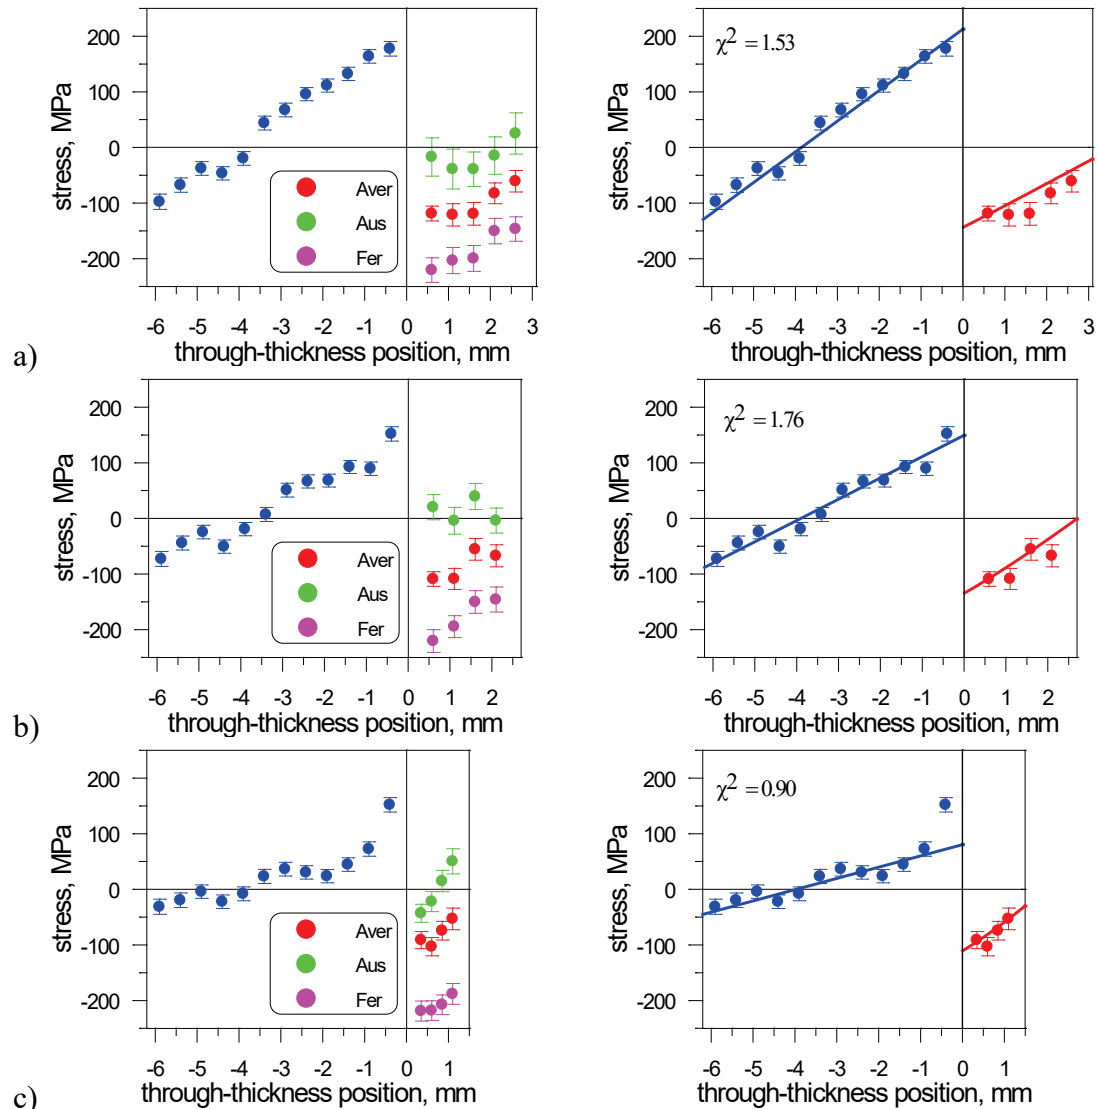 200
100
0
-100
-200
stress, MPa
Aver
Aus
Fer
-6 -5 -4 -3 -2 -1 0 1 2 3
through-thickness position, mm
200
100
0
-100
-200
stress, MPa
χ² = 1.53
-6 -5 -4 -3 -2 -1 0 1 2 3
through-thickness position, mm
a)
200
100
0
-100
-200
stress, MPa
Aver
Aus
Fer
-6 -5 -4 -3 -2 -1 0 1 2
through-thickness position, mm
200
100
0
-100
-200
stress, MPa
χ² = 1.76
-6 -5 -4 -3 -2 -1 0 1 2
through-thickness position, mm
b)
200
100
0
-100
-200
stress, MPa
Aver
Aus
Fer
-6 -5 -4 -3 -2 -1 0 1
through-thickness position, mm
200
100
0
-100
-200
stress, MPa
χ² = 0.90
-6 -5 -4 -3 -2 -1 0 1
through-thickness position, mm
c)